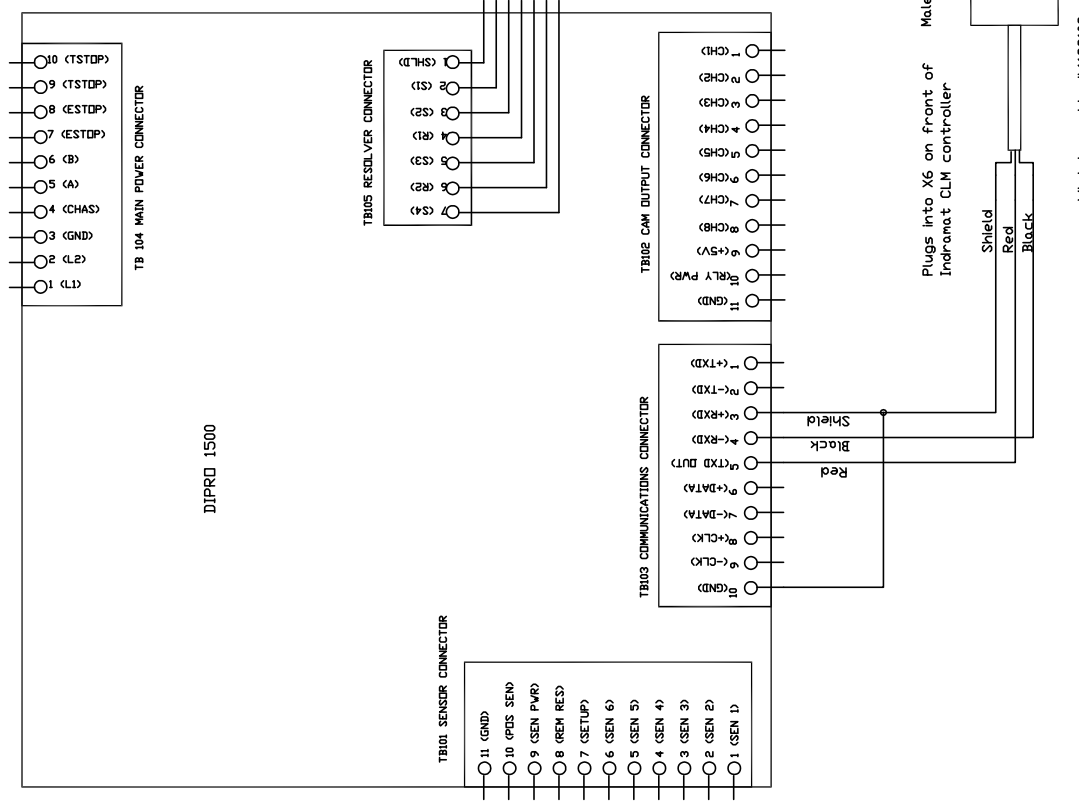 10 (TSTOP)
9 (TSTOP)
8 (ESTOP)
7 (ESTOP)
6 (B)
5 (A)
4 (CHAS)
3 (GND)
2 (L2)
1 (L1)
TB 104 MAIN POWER CONNECTOR
TB105 RESOLVER CONNECTOR
1 (SHLD)
2 (S1)
3 (S2)
4 (R1)
5 (S3)
6 (R2)
7 (S4)
TB102 CAM OUTPUT CONNECTOR
1 (CH1)
2 (CH2)
3 (CH3)
4 (CH4)
5 (CH5)
6 (CH6)
7 (CH7)
8 (CH8)
9 (+5V)
10 (RLY PWR)
11 (GND)
Male
Plugs into X6 on front of
Indramat CLM controller
Shield
Red
Black
TB103 COMMUNICATIONS CONNECTOR
1 (+TXD)
2 (-TXD)
3 (+RXD)
4 (-RXD)
5 (TXD OUT)
6 (+DATA)
7 (-DATA)
8 (+CLK)
9 (-CLK)
10 (GND)
Shield
Black
Red
DIPRO 1500
TB101 SENSOR CONNECTOR
11 (GND)
10 (POS SEN)
9 (SEN PWR)
8 (REM RES)
7 (SETUP)
6 (SEN 6)
5 (SEN 5)
4 (SEN 4)
3 (SEN 3)
2 (SEN 2)
1 (SEN 1)